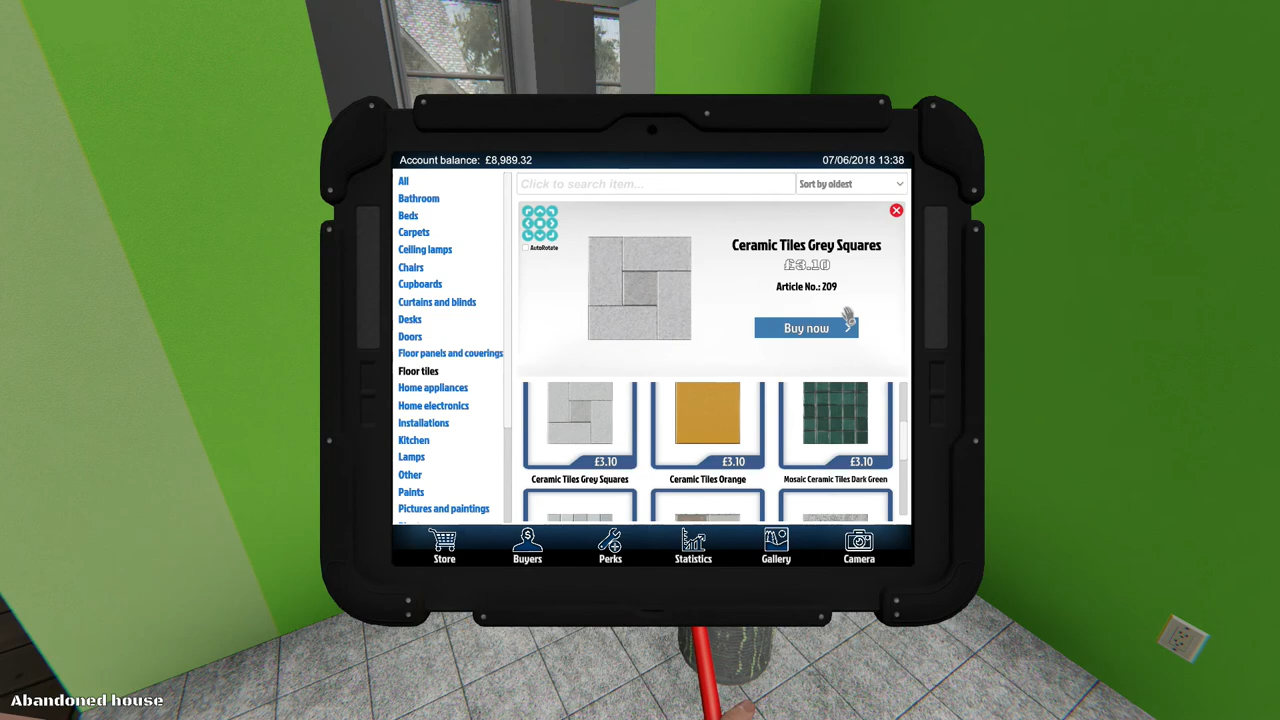 Account balance: £8,989.32
07/06/2018 13:38
All
Bathroom
Beds
Carpets
Ceiling lamps
Chairs
Cupboards
Curtains and blinds
Desks
Doors
Floor panels and coverings
Floor tiles
Home appliances
Home electronics
Installations
Kitchen
Lamps
Other
Paints
Pictures and paintings
Click to search item...
Sort by oldest
AutoRotate
Ceramic Tiles Grey Squares
£3.10
Article No.: 209
Buy now
£3.10
£3.10
£3.10
Ceramic Tiles Grey Squares
Ceramic Tiles Orange
Mosaic Ceramic Tiles Dark Green
Store
Buyers
Perks
Statistics
Gallery
Camera
Abandoned house